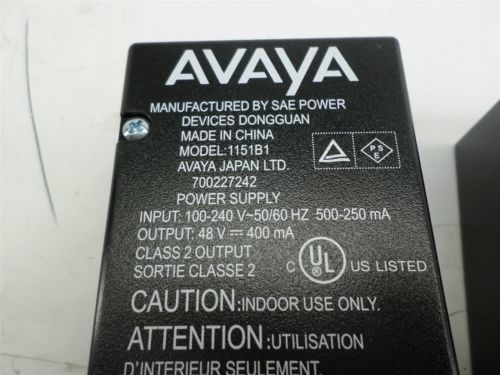 AVAYA
MANUFACTURED BY SAE POWER
DEVICES DONGGUAN
MADE IN CHINA
MODEL:1151B1
AVAYA JAPAN LTD.
700227242
POWER SUPPLY
INPUT: 100-240 V~50/60 HZ 500-250 mA
OUTPUT: 48 V⎓400 mA
CLASS 2 OUTPUT
SORTIE CLASSE 2
PSE
C UL US LISTED
CAUTION:INDOOR USE ONLY.
ATTENTION:UTILISATION
D'INTERIEUR SEULEMENT.